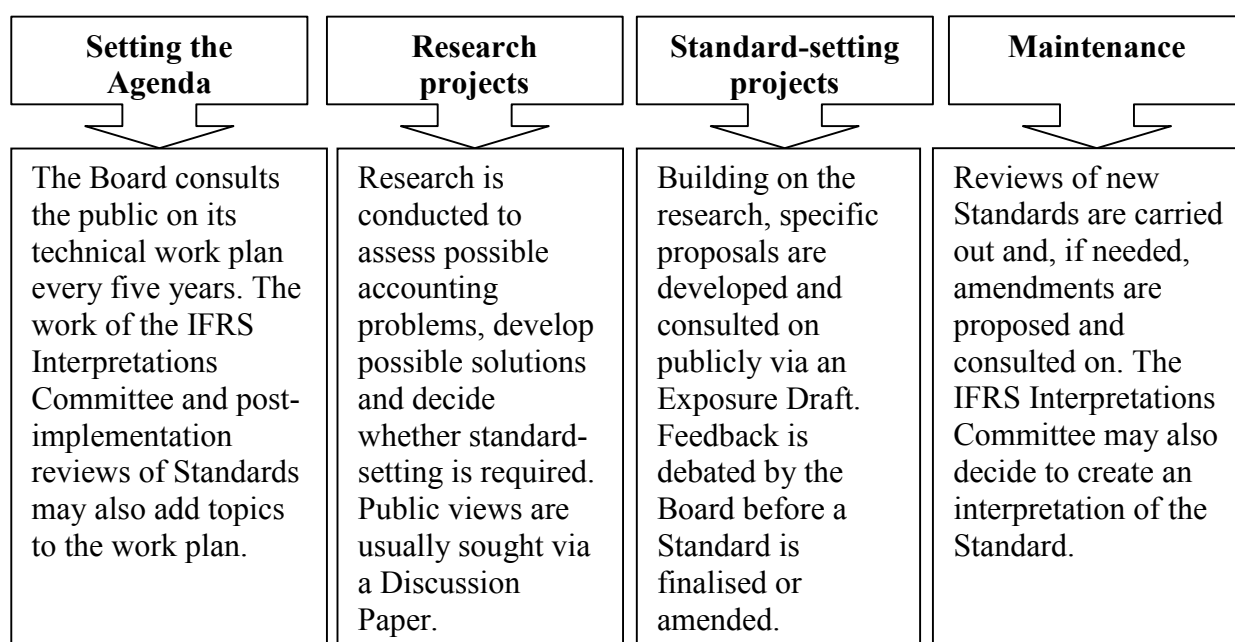 Setting the
Agenda
The Board consults
the public on its
technical work plan
every five years. The
work of the IFRS
Interpretations
Committee and post-
implementation
reviews of Standards
may also add topics
to the work plan.
Research
projects
Research is
conducted to
assess possible
accounting
problems, develop
possible solutions
and decide
whether standard-
setting is required.
Public views are
usually sought via
a Discussion
Paper.
Standard-setting
projects
Building on the
research, specific
proposals are
developed and
consulted on
publicly via an
Exposure Draft.
Feedback is
debated by the
Board before a
Standard is
finalised or
amended.
Maintenance
Reviews of new
Standards are carried
out and, if needed,
amendments are
proposed and
consulted on. The
IFRS Interpretations
Committee may also
decide to create an
interpretation of the
Standard.